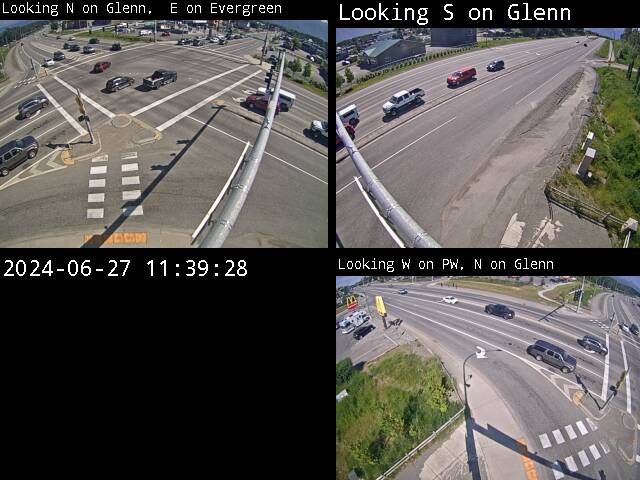 Looking N on Glenn, E on Evergreen
Looking S on Glenn
2024-06-27 11:39:28
Looking W on PW, N on Glenn